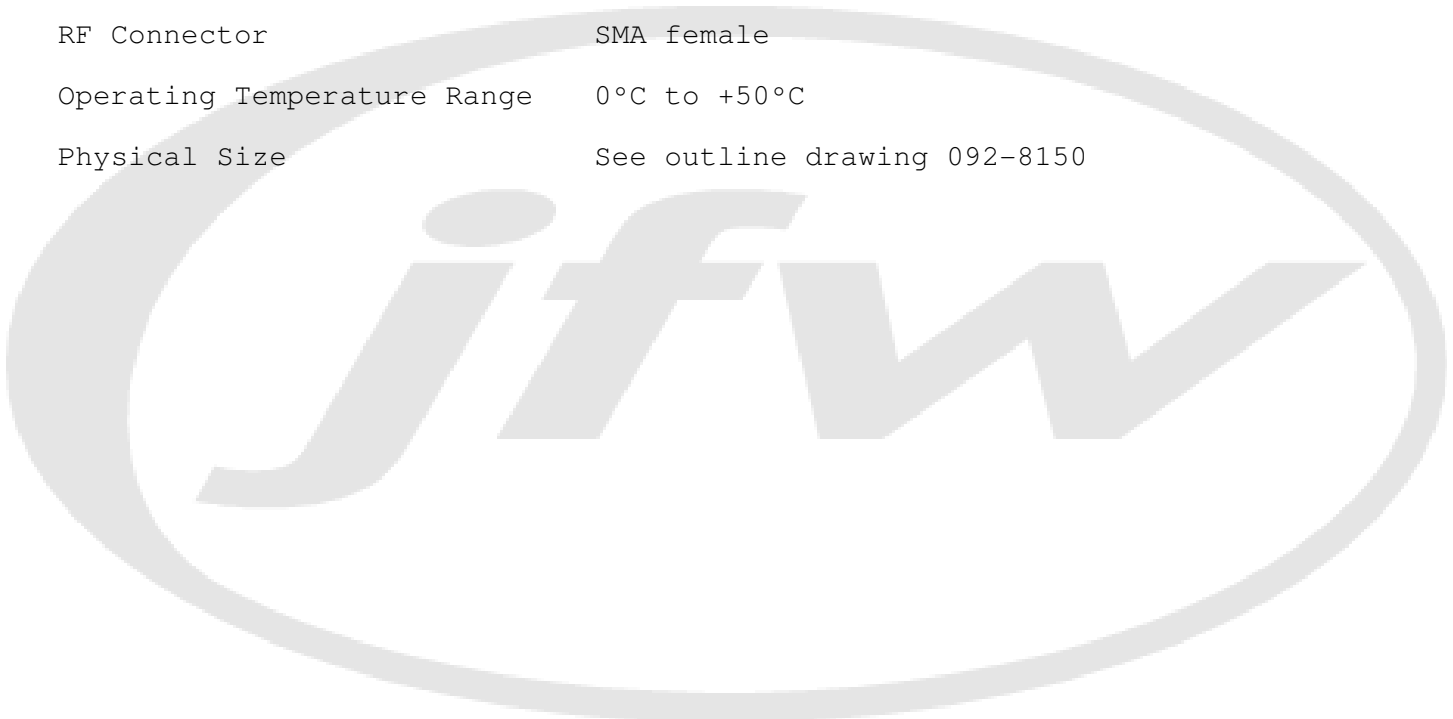 RF Connector SMA female
Operating Temperature Range 0°C to +50°C
Physical Size See outline drawing 092-8150
jfw